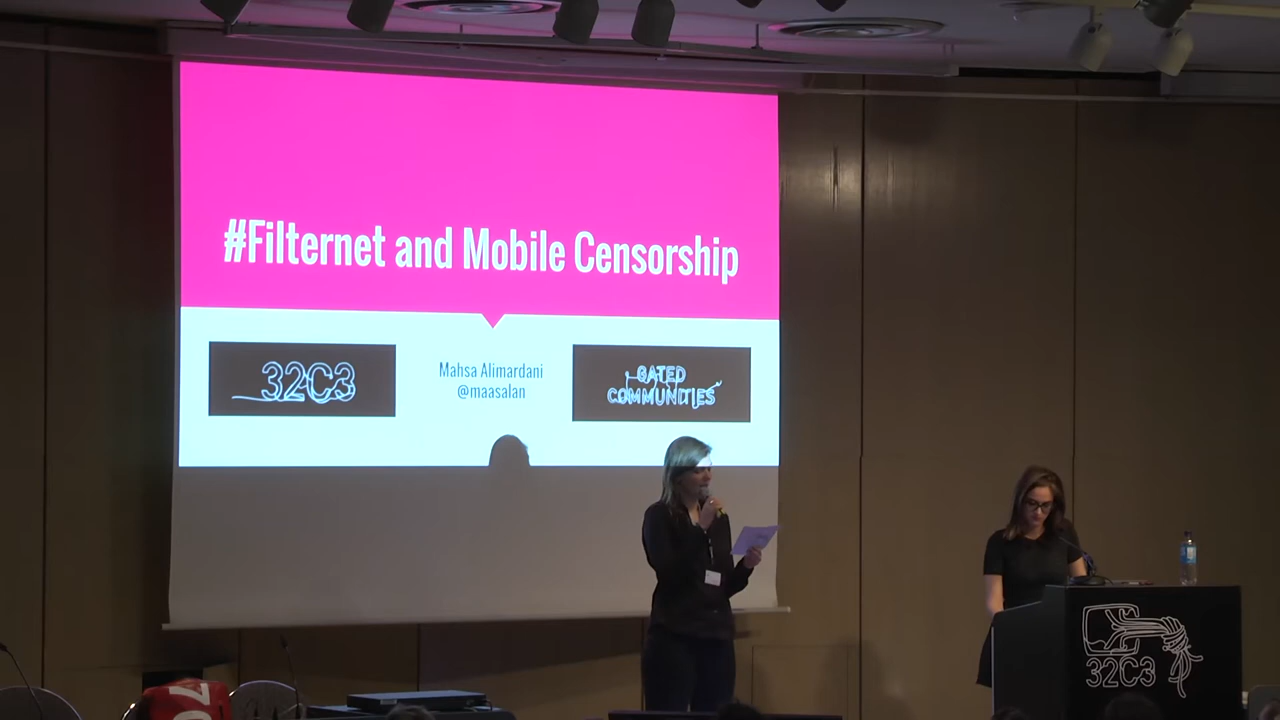 #Filternet and Mobile Censorship
32C3
Mahsa Alimardani
@maasalan
GATED
COMMUNITIES
32C3